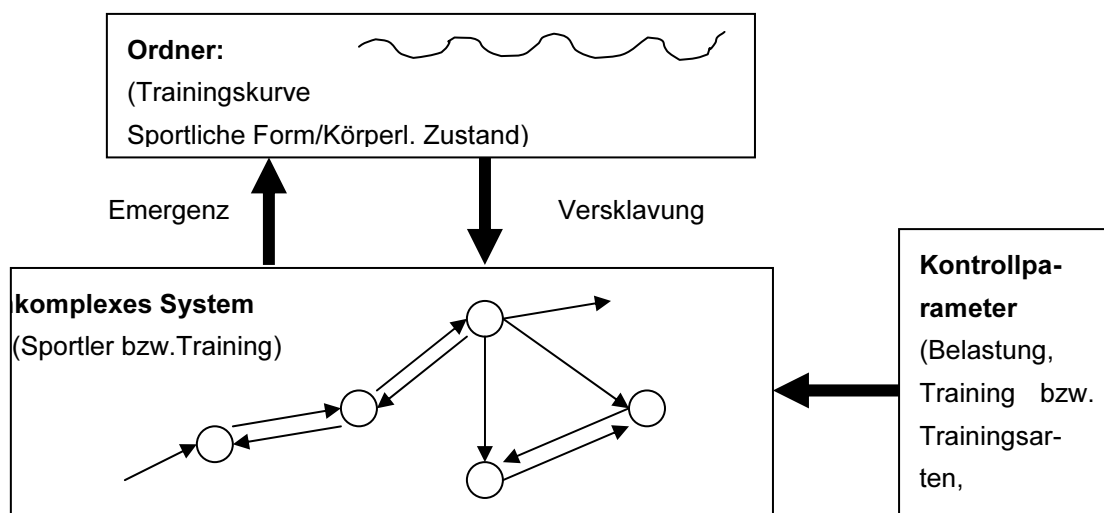 Ordner:
(Trainingskurve
Sportliche Form/Körperl. Zustand)
Emergenz
Versklavung
komplexes System
(Sportler bzw.Training)
Kontrollpa-
rameter
(Belastung,
Training bzw.
Trainingsar-
ten,